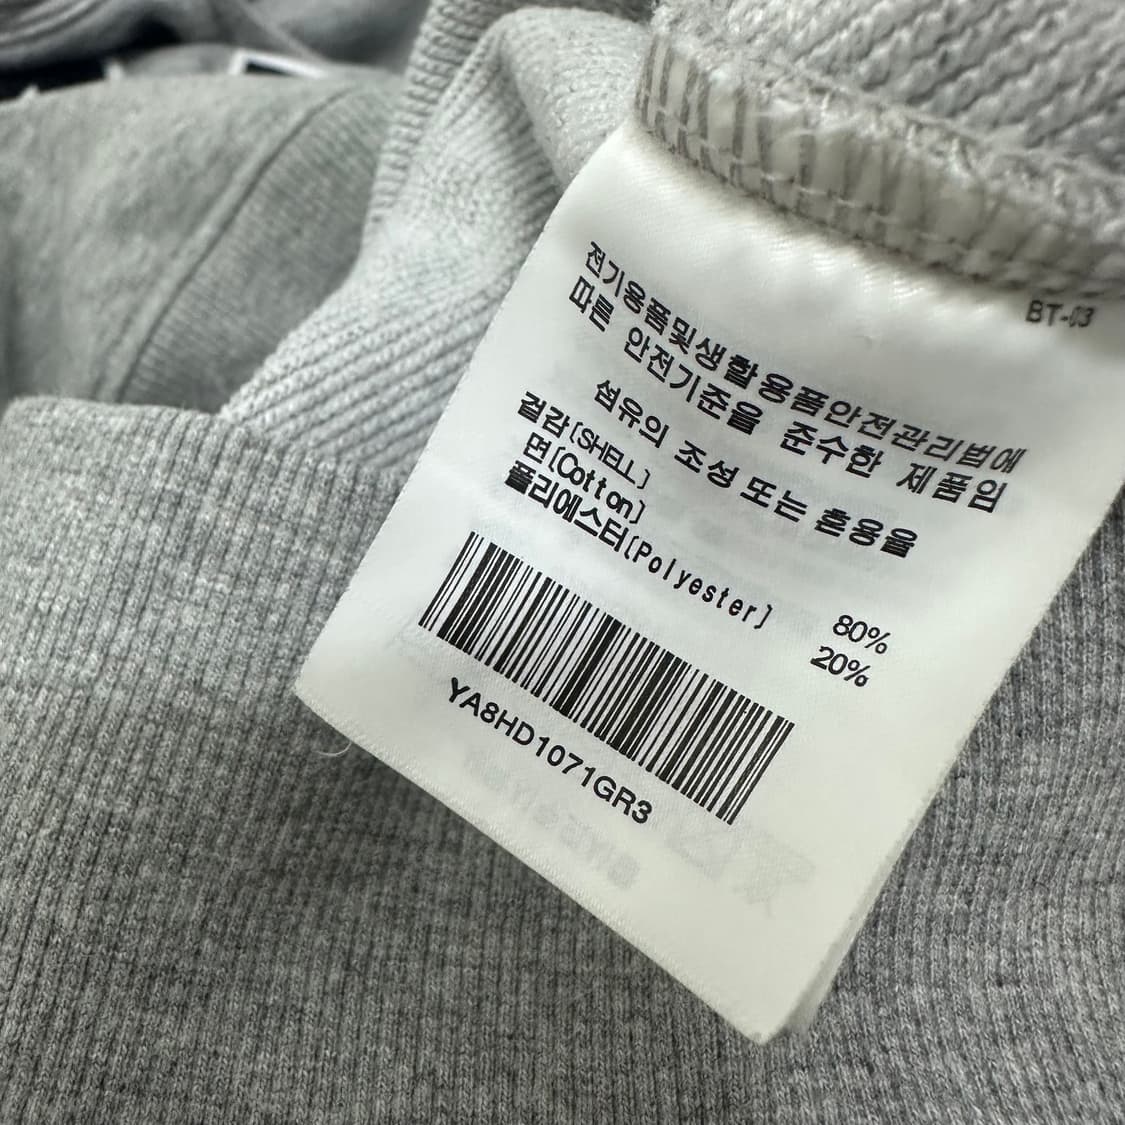 BT-03
전기용품및생활용품안전관리법에
따른 안전기준을 준수한 제품임
섬유의 조성 또는 혼용율
겉감(SHELL)
면(Cotton) 80%
폴리에스터(Polyester) 20%
YA8HD1071GR3